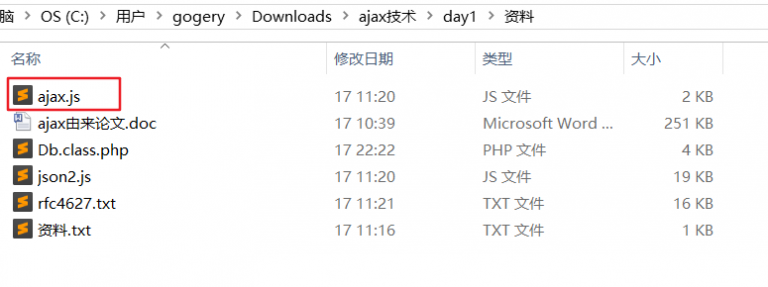 脑 › OS (C:) › 用户 › gogery › Downloads › ajax技术 › day1 › 资料
名称 修改日期 类型 大小
ajax.js 17 11:20 JS 文件 2 KB
ajax由来论文.doc 17 10:39 Microsoft Word ... 251 KB
Db.class.php 17 22:22 PHP 文件 4 KB
json2.js 17 11:20 JS 文件 19 KB
rfc4627.txt 17 11:21 TXT 文件 16 KB
资料.txt 17 11:16 TXT 文件 1 KB